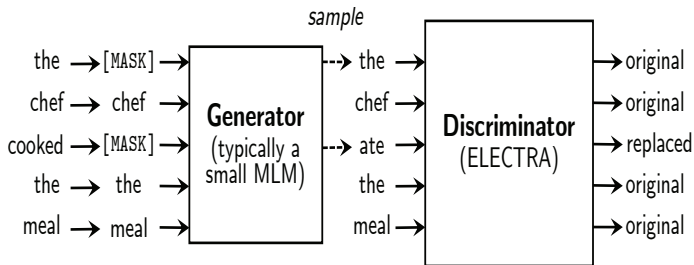 sample
the [MASK] the original
chef chef chef original
Generator
cooked [MASK] (typically a ate Discriminator replaced
small MLM) (ELECTRA)
the the the original
meal meal meal original